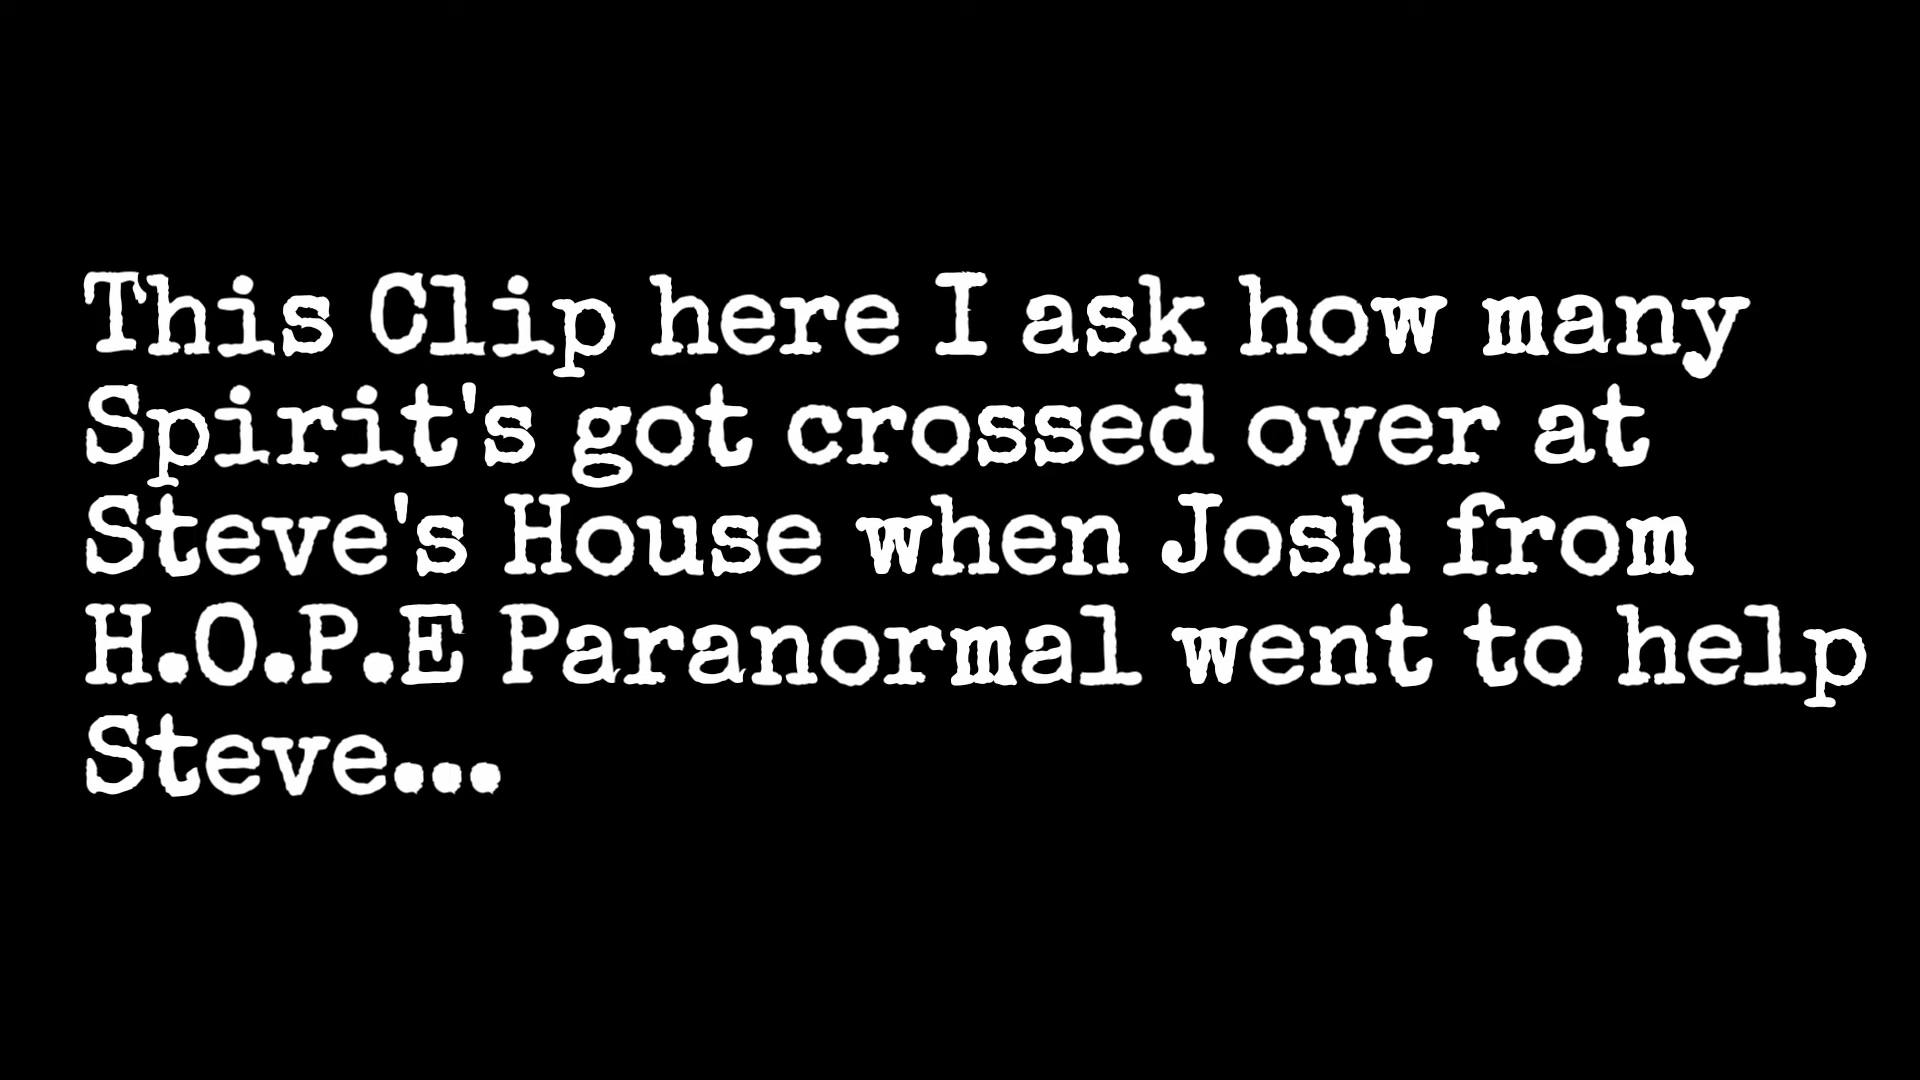 This Clip here I ask how many
Spirit's got crossed over at
Steve's House when Josh from
H.O.P.E Paranormal went to help
Steve...